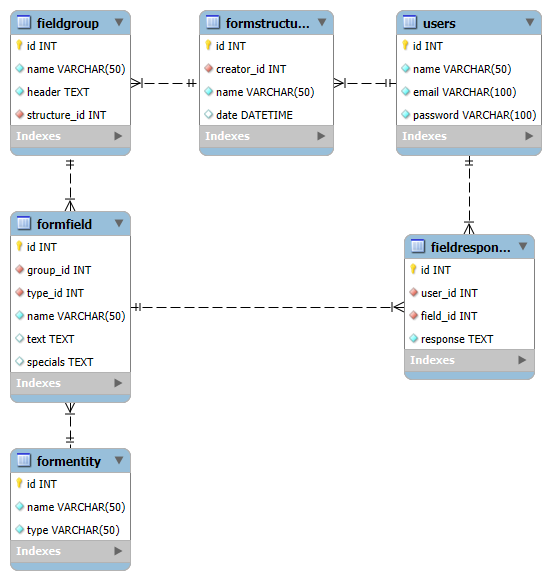 fieldgroup
id INT
name VARCHAR(50)
header TEXT
structure_id INT
Indexes
formstructu...
id INT
creator_id INT
name VARCHAR(50)
date DATETIME
Indexes
users
id INT
name VARCHAR(50)
email VARCHAR(100)
password VARCHAR(100)
Indexes
formfield
id INT
group_id INT
type_id INT
name VARCHAR(50)
text TEXT
specials TEXT
Indexes
fieldrespon...
id INT
user_id INT
field_id INT
response TEXT
Indexes
formentity
id INT
name VARCHAR(50)
type VARCHAR(50)
Indexes